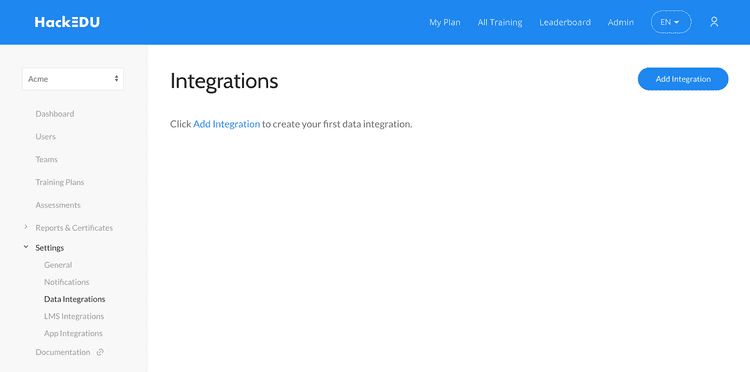 HackEDU
My Plan All Training Leaderboard Admin EN
Acme
Dashboard
Users
Teams
Training Plans
Assessments
Reports & Certificates
Settings
General
Notifications
Data Integrations
LMS Integrations
App Integrations
Documentation
Integrations
Add Integration
Click Add Integration to create your first data integration.